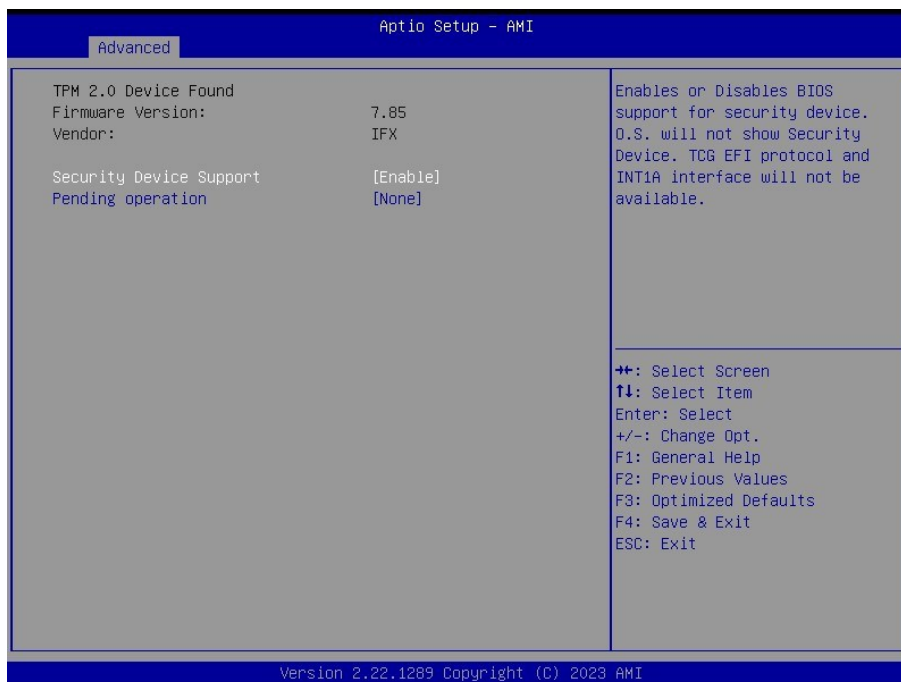 Aptio Setup - AMI
Advanced
TPM 2.0 Device Found
Firmware Version: 7.85
Vendor: IFX
Security Device Support [Enable]
Pending operation [None]
Enables or Disables BIOS
support for security device.
O.S. will not show Security
Device. TCG EFI protocol and
INT1A interface will not be
available.
→←: Select Screen
↑↓: Select Item
Enter: Select
+/-: Change Opt.
F1: General Help
F2: Previous Values
F3: Optimized Defaults
F4: Save & Exit
ESC: Exit
Version 2.22.1289 Copyright (C) 2023 AMI